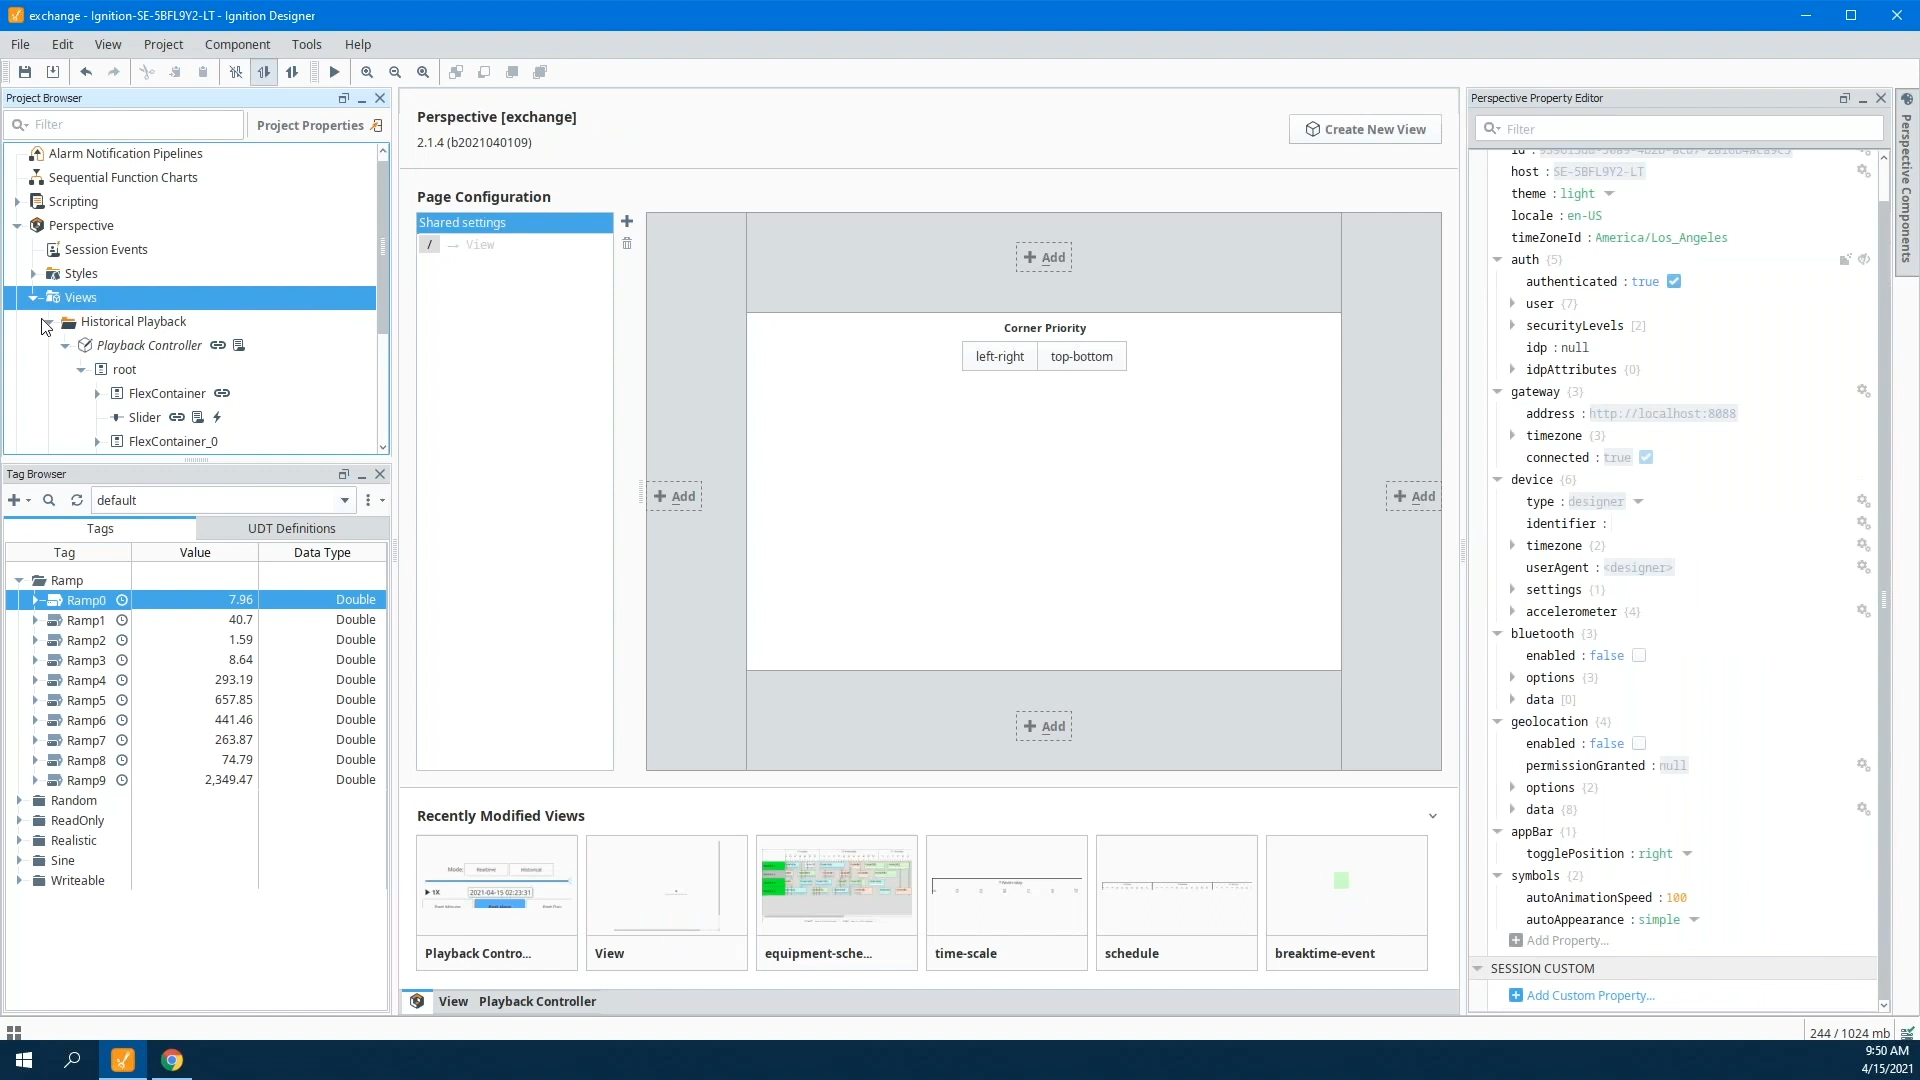 exchange - Ignition-SE-5BFL9Y2-LT - Ignition Designer
File Edit View Project Component Tools Help
Project Browser
Filter
Project Properties
Alarm Notification Pipelines
Sequential Function Charts
Scripting
Perspective
Session Events
Styles
Views
Historical Playback
Playback Controller
root
FlexContainer
Slider
FlexContainer_0
Tag Browser
default
Tags UDT Definitions
Tag Value Data Type
Ramp
Ramp0 7.96 Double
Ramp1 40.7 Double
Ramp2 1.59 Double
Ramp3 8.64 Double
Ramp4 293.19 Double
Ramp5 657.85 Double
Ramp6 441.46 Double
Ramp7 263.87 Double
Ramp8 74.79 Double
Ramp9 2,349.47 Double
Random
ReadOnly
Realistic
Sine
Writeable
Perspective [exchange]
2.1.4 (b2021040109)
Create New View
Page Configuration
Shared settings
/ → View
Add
Corner Priority
left-right top-bottom
Add
Add
Add
Recently Modified Views
Mode: Realtime Historical
1X 2021-04-15 02:23:31
Playback Contro...
View
equipment-sche...
time-scale
schedule
breaktime-event
View Playback Controller
Perspective Property Editor
Filter
host : SE-5BFL9Y2-LT
theme : light
locale : en-US
timeZoneId : America/Los_Angeles
auth {5}
authenticated : true
user {7}
securityLevels [2]
idp : null
idpAttributes {0}
gateway {3}
address : http://localhost:8088
timezone {3}
connected : true
device {6}
type : designer
identifier :
timezone {2}
userAgent : <designer>
settings {1}
accelerometer {4}
bluetooth {3}
enabled : false
options {3}
data [0]
geolocation {4}
enabled : false
permissionGranted : null
options {2}
data {8}
appBar {1}
togglePosition : right
symbols {2}
autoAnimationSpeed : 100
autoAppearance : simple
Add Property...
SESSION CUSTOM
Add Custom Property...
Perspective Components
244 / 1024 mb
9:50 AM
4/15/2021